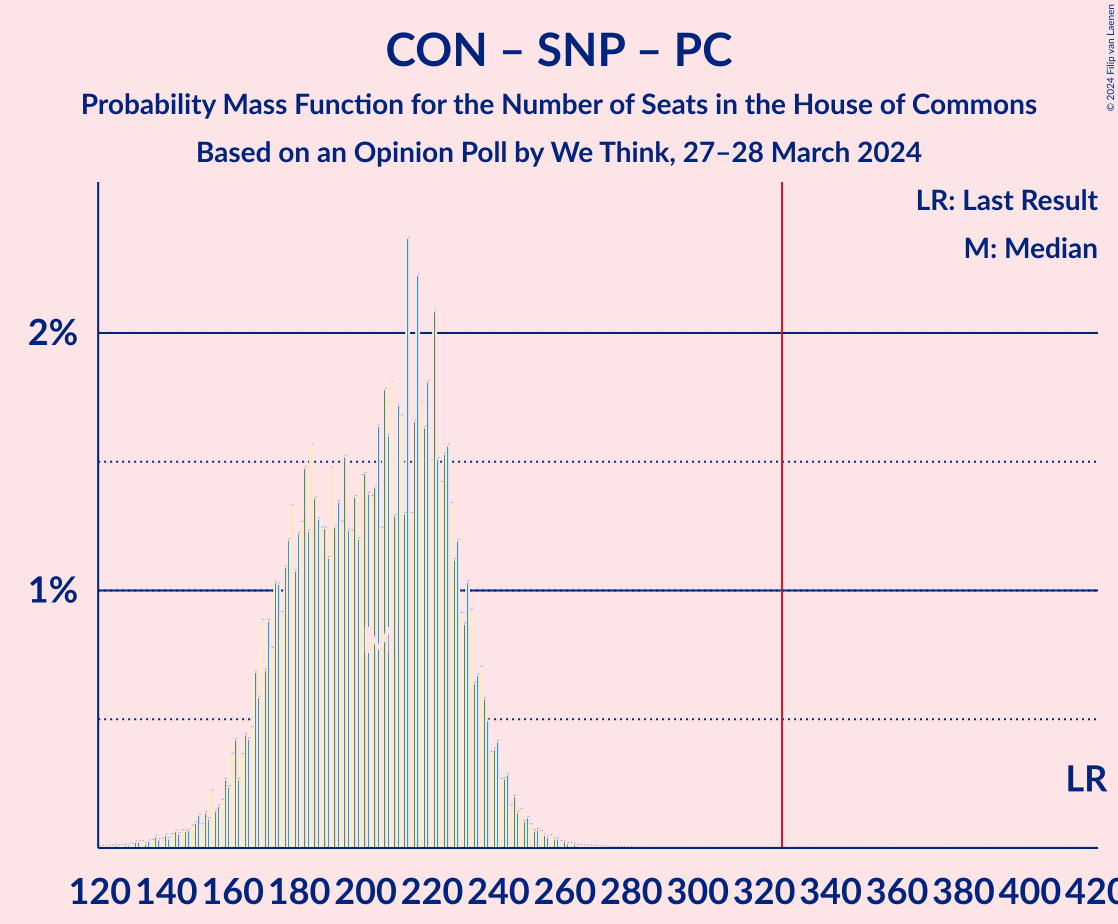 CON – SNP – PC
Probability Mass Function for the Number of Seats in the House of Commons
Based on an Opinion Poll by We Think, 27–28 March 2024
© 2024 Filip van Laenen
LR: Last Result
M: Median
2%
1%
M
LR
120 140 160 180 200 220 240 260 280 300 320 340 360 380 400 420